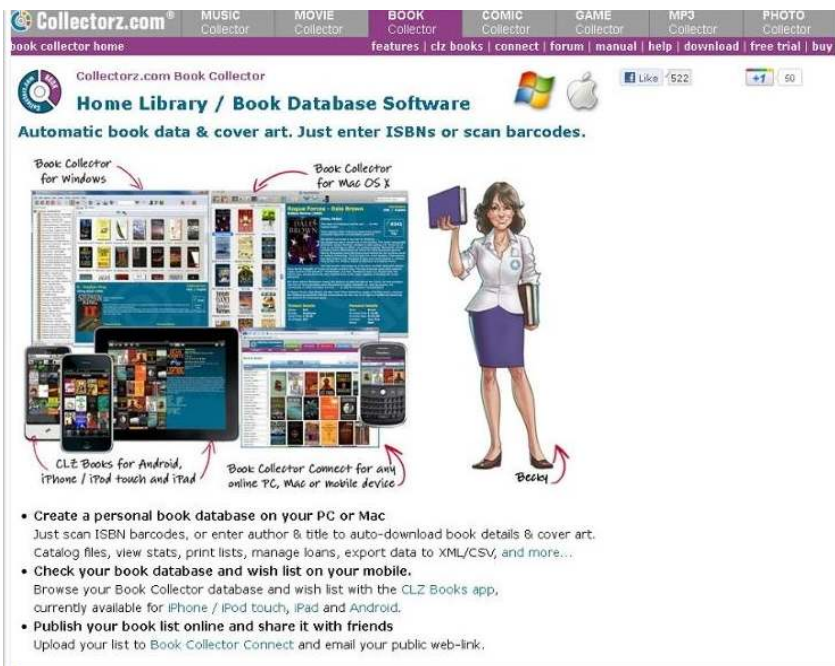 Collectorz.com®
MUSIC Collector
MOVIE Collector
BOOK Collector
COMIC Collector
GAME Collector
MP3 Collector
PHOTO Collector
book collector home
features | clz books | connect | forum | manual | help | download | free trial | buy
Collectorz.com Book Collector
Home Library / Book Database Software
Like 522
+1 50
Automatic book data & cover art. Just enter ISBNs or scan barcodes.
Book Collector
for Windows
Book Collector
for Mac OS X
CLZ Books for Android,
iPhone / iPod touch and iPad
Book Collector Connect for any
online PC, Mac or mobile device
Becky
• Create a personal book database on your PC or Mac
Just scan ISBN barcodes, or enter author & title to auto-download book details & cover art.
Catalog files, view stats, print lists, manage loans, export data to XML/CSV, and more...
• Check your book database and wish list on your mobile.
Browse your Book Collector database and wish list with the CLZ Books app,
currently available for iPhone / iPod touch, iPad and Android.
• Publish your book list online and share it with friends
Upload your list to Book Collector Connect and email your public web-link.